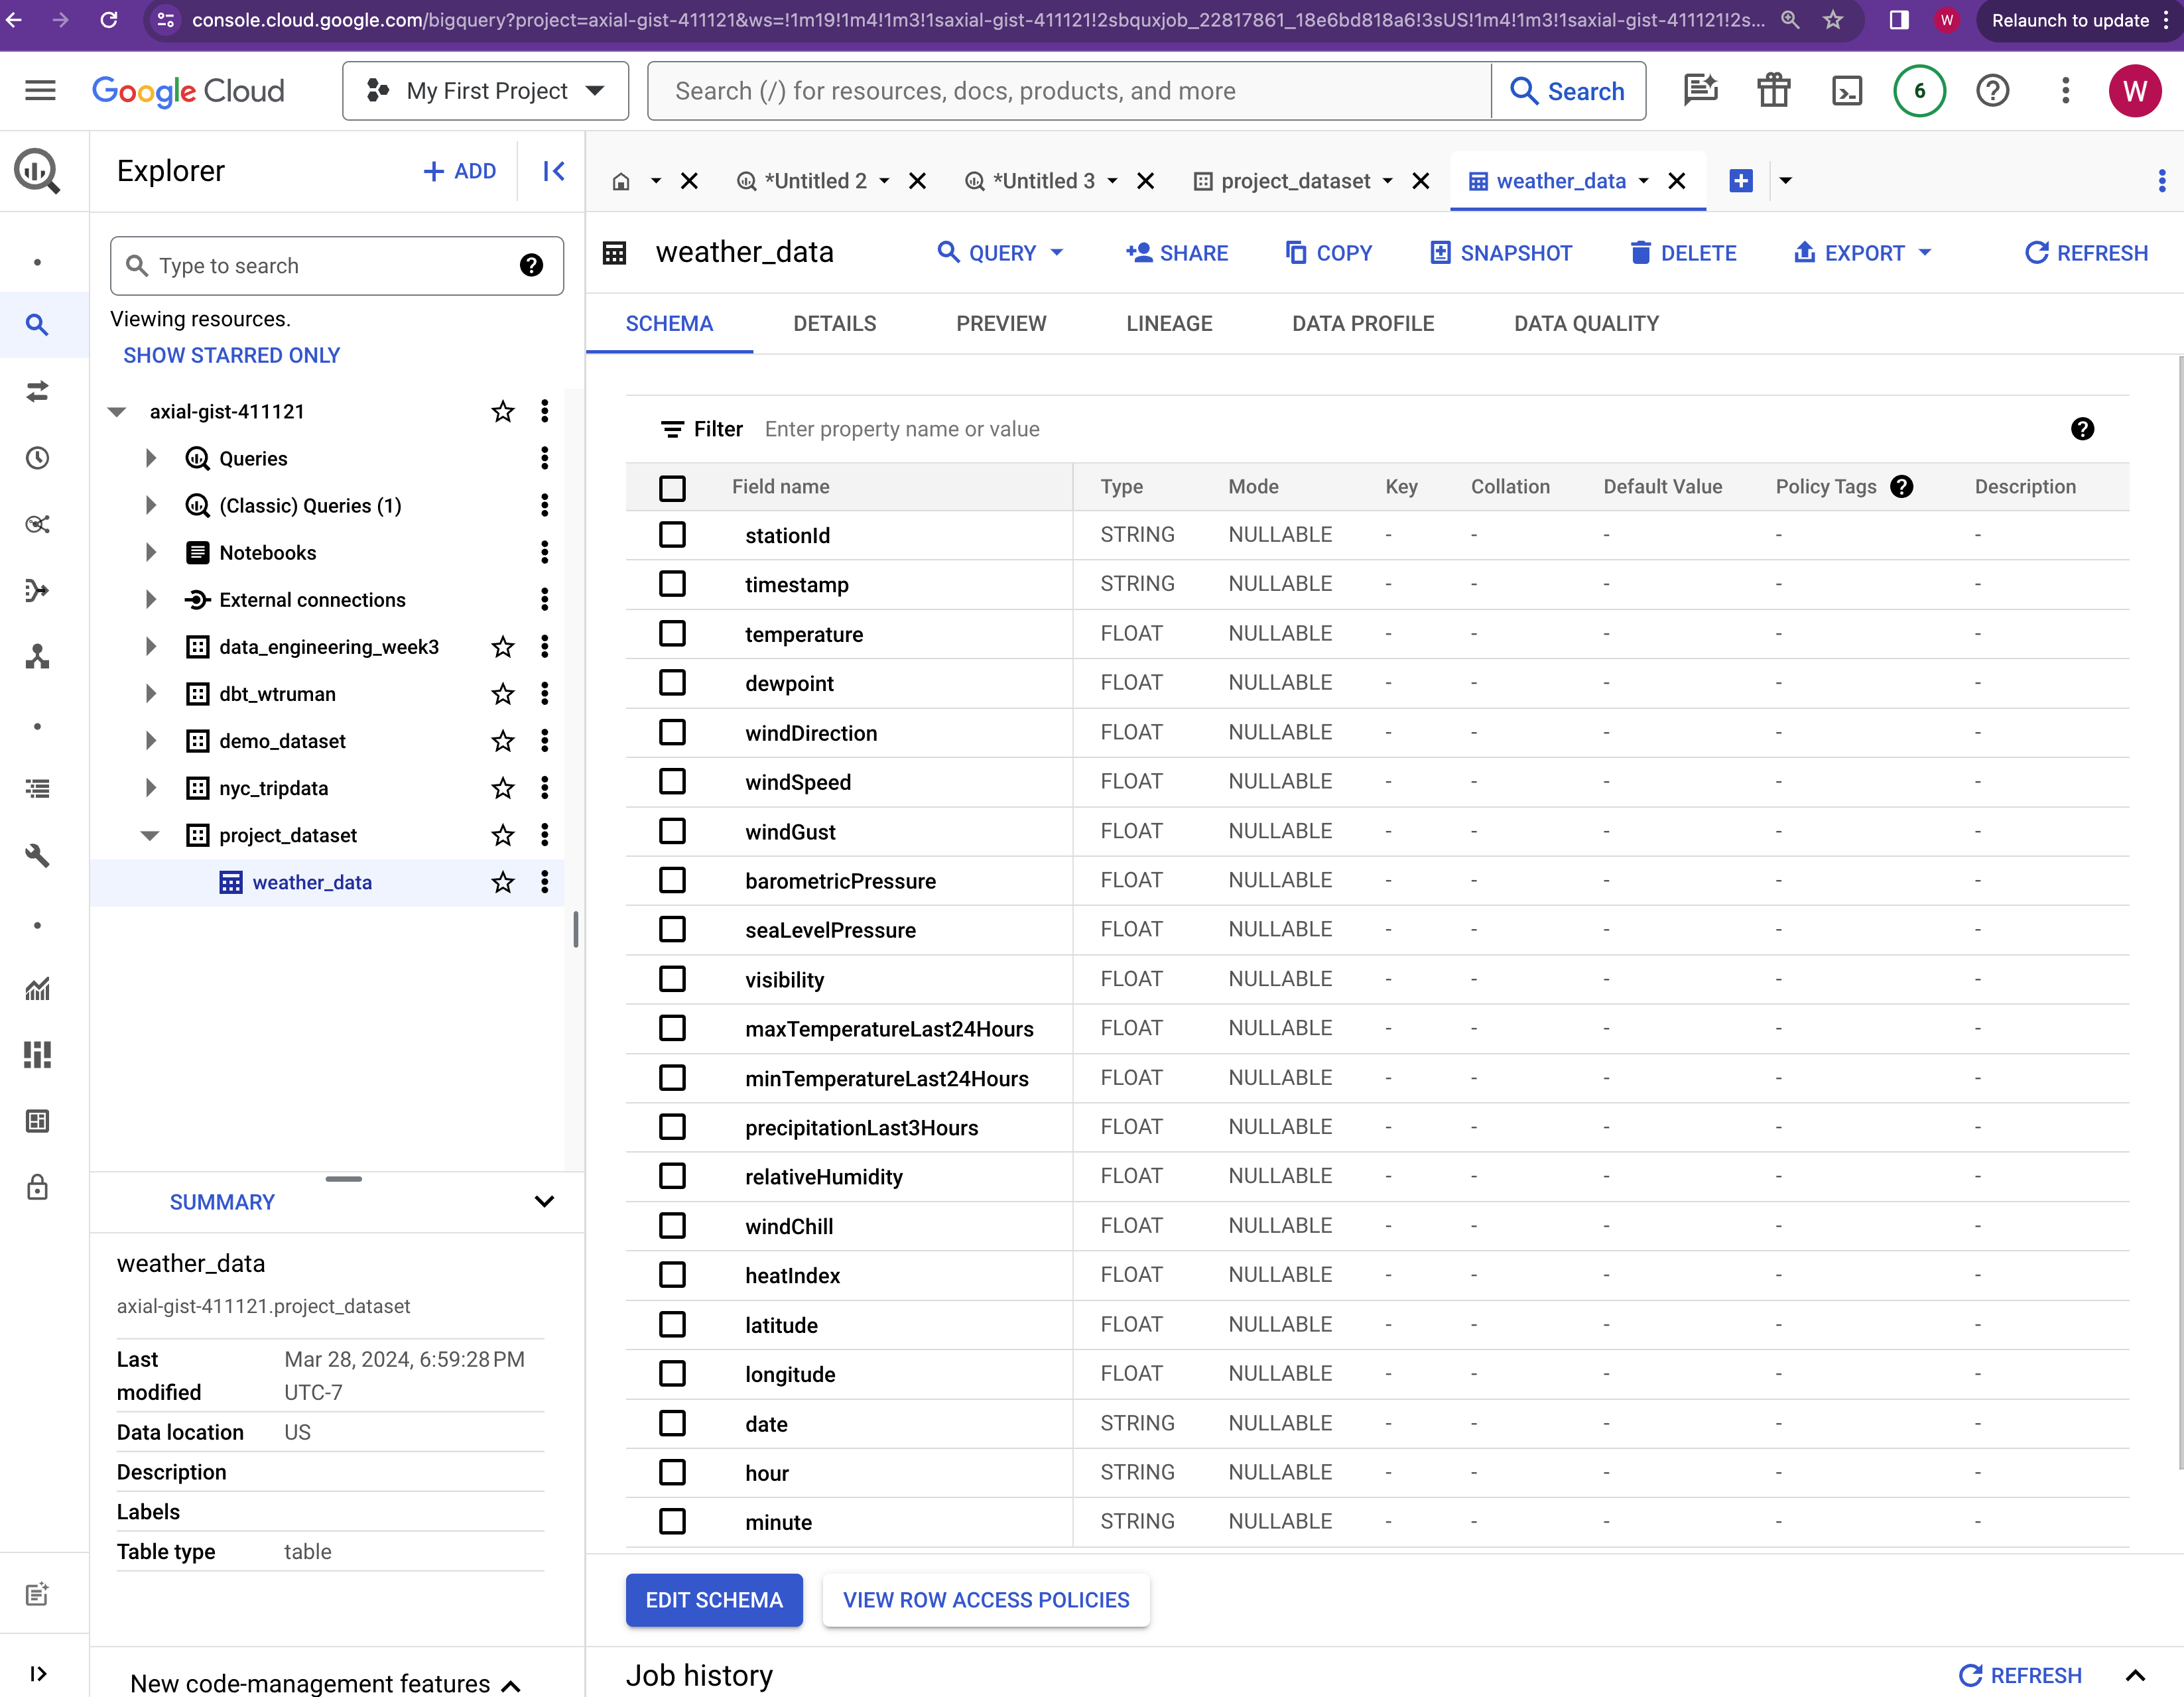 console.cloud.google.com/bigquery?project=axial-gist-411121&ws=!1m19!1m4!1m3!1saxial-gist-411121!2sbquxjob_22817861_18e6bd818a6!3sUS!1m4!1m3!1saxial-gist-411121!2s... W Relaunch to update
Google Cloud My First Project Search (/) for resources, docs, products, and more Search 6 W
Explorer + ADD
*Untitled 2 *Untitled 3 project_dataset weather_data
Type to search
Viewing resources.
SHOW STARRED ONLY
axial-gist-411121
Queries
(Classic) Queries (1)
Notebooks
External connections
data_engineering_week3
dbt_wtruman
demo_dataset
nyc_tripdata
project_dataset
weather_data
SUMMARY
weather_data
axial-gist-411121.project_dataset
Last modified Mar 28, 2024, 6:59:28 PM UTC-7
Data location US
Description
Labels
Table type table
New code-management features
weather_data QUERY SHARE COPY SNAPSHOT DELETE EXPORT REFRESH
SCHEMA DETAILS PREVIEW LINEAGE DATA PROFILE DATA QUALITY
Filter Enter property name or value
Field name Type Mode Key Collation Default Value Policy Tags Description
stationId STRING NULLABLE - - - - -
timestamp STRING NULLABLE - - - - -
temperature FLOAT NULLABLE - - - - -
dewpoint FLOAT NULLABLE - - - - -
windDirection FLOAT NULLABLE - - - - -
windSpeed FLOAT NULLABLE - - - - -
windGust FLOAT NULLABLE - - - - -
barometricPressure FLOAT NULLABLE - - - - -
seaLevelPressure FLOAT NULLABLE - - - - -
visibility FLOAT NULLABLE - - - - -
maxTemperatureLast24Hours FLOAT NULLABLE - - - - -
minTemperatureLast24Hours FLOAT NULLABLE - - - - -
precipitationLast3Hours FLOAT NULLABLE - - - - -
relativeHumidity FLOAT NULLABLE - - - - -
windChill FLOAT NULLABLE - - - - -
heatIndex FLOAT NULLABLE - - - - -
latitude FLOAT NULLABLE - - - - -
longitude FLOAT NULLABLE - - - - -
date STRING NULLABLE - - - - -
hour STRING NULLABLE - - - - -
minute STRING NULLABLE - - - - -
EDIT SCHEMA VIEW ROW ACCESS POLICIES
Job history REFRESH